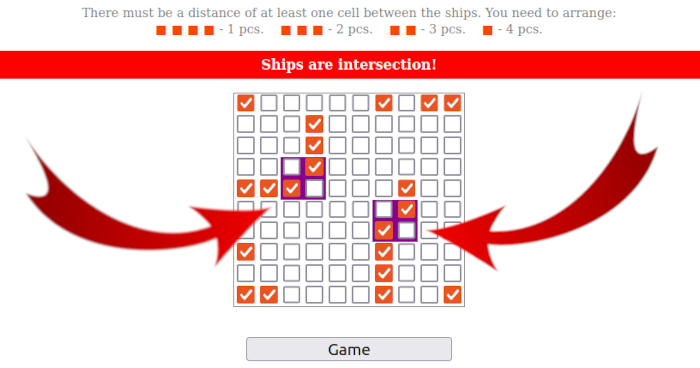 There must be a distance of at least one cell between the ships. You need to arrange:
- 1 pcs. - 2 pcs. - 3 pcs. - 4 pcs.
Ships are intersection!
Game